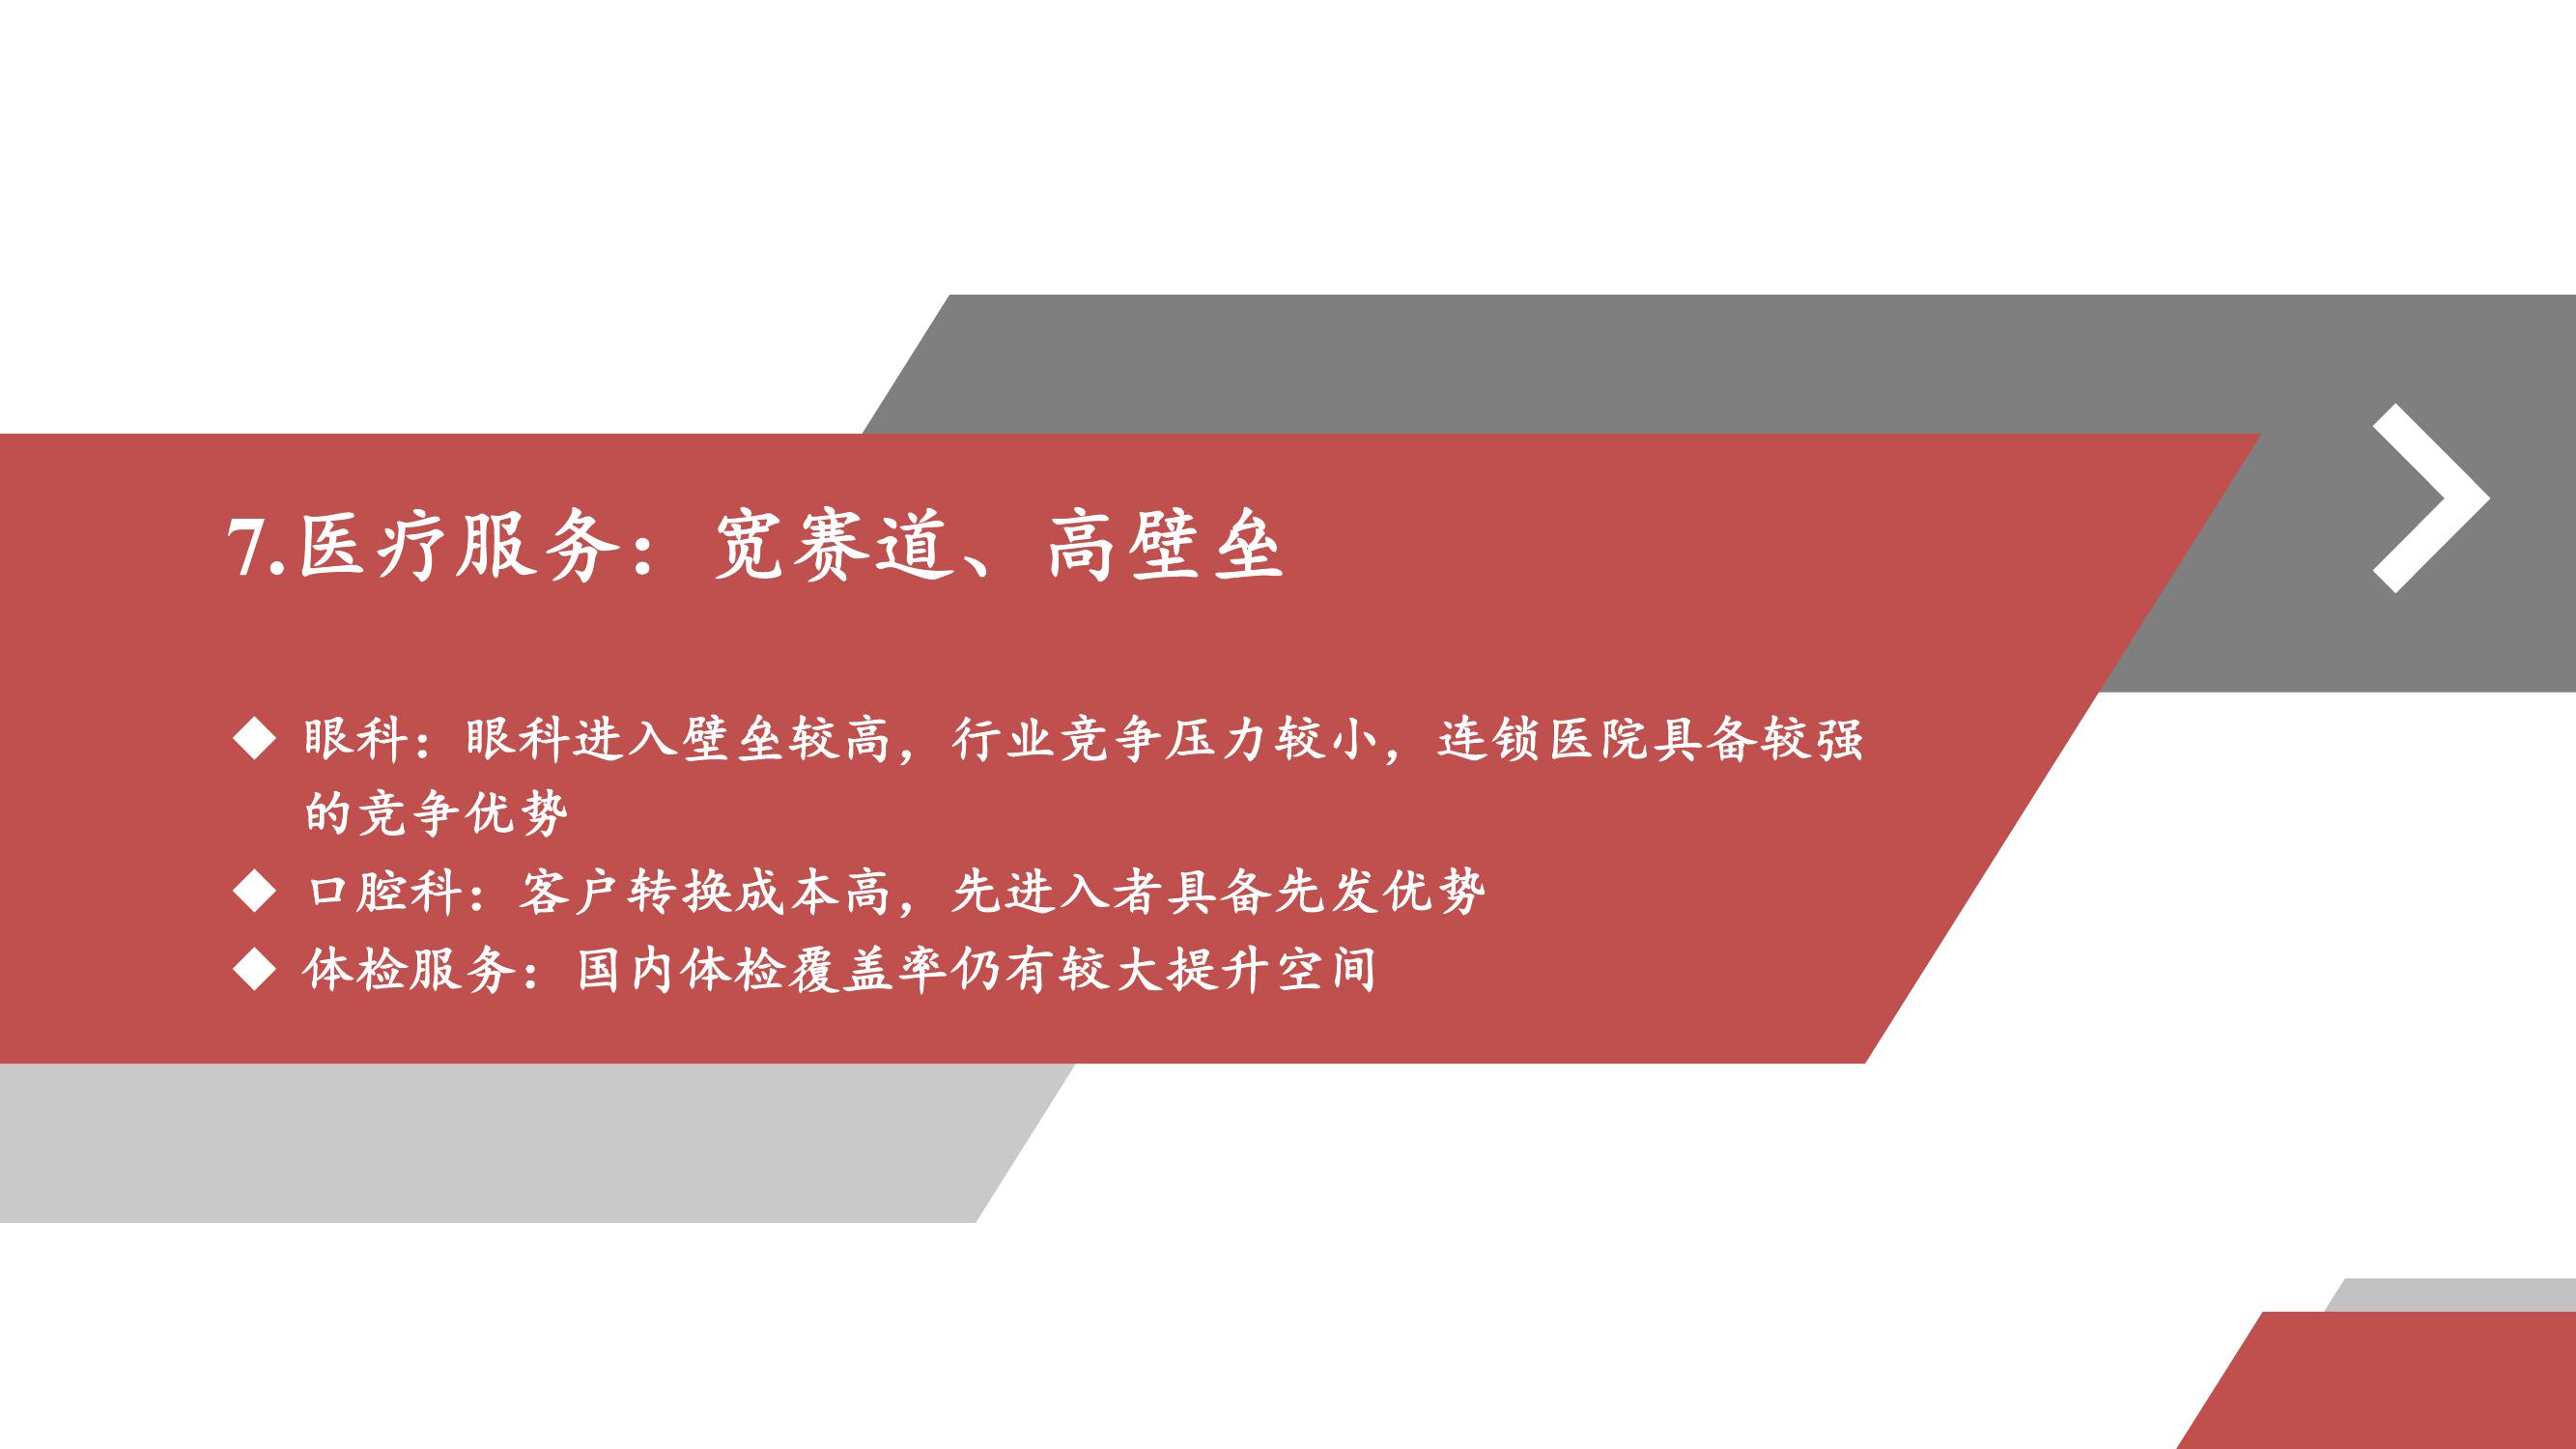 7.医疗服务：宽赛道、高壁垒
◆ 眼科：眼科进入壁垒较高，行业竞争压力较小，连锁医院具备较强
的竞争优势
◆ 口腔科：客户转换成本高，先进入者具备先发优势
◆ 体检服务：国内体检覆盖率仍有较大提升空间